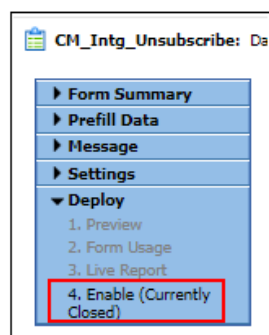 CM_Intg_Unsubscribe: Da
Form Summary
Prefill Data
Message
Settings
Deploy
1. Preview
2. Form Usage
3. Live Report
4. Enable (Currently
Closed)